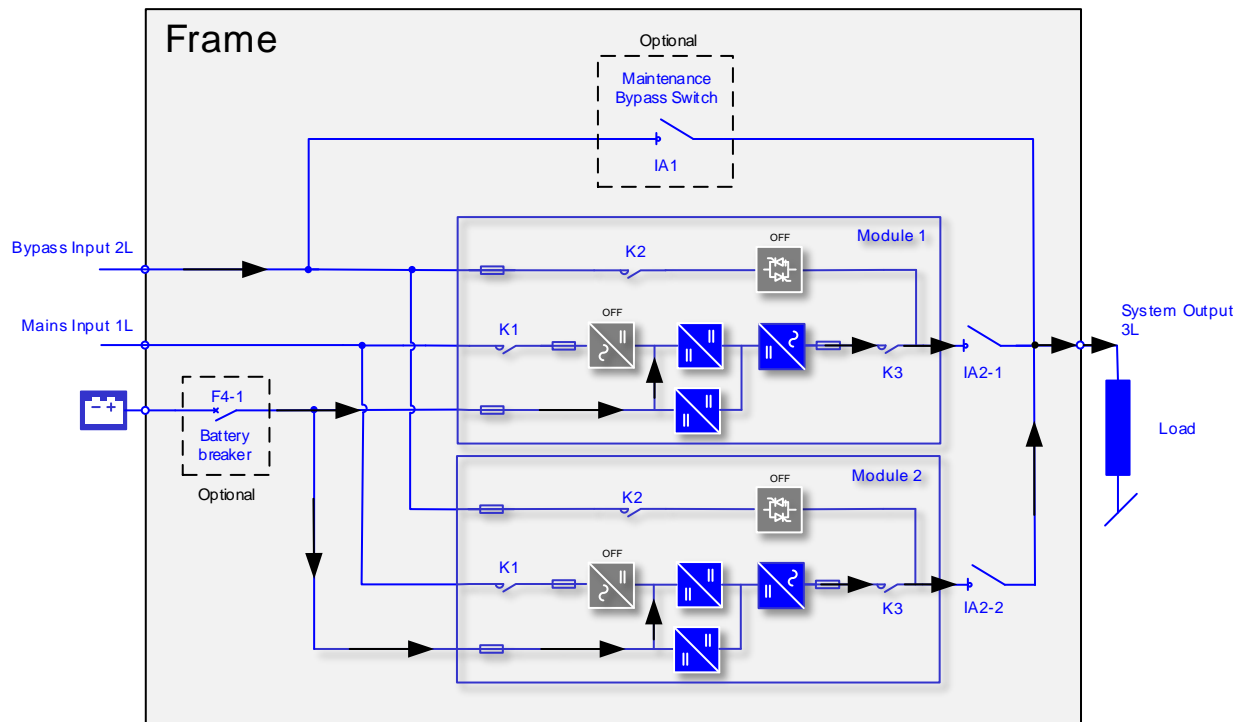 Frame
Optional
Maintenance
Bypass Switch
IA1
Bypass Input 2L
Mains Input 1L
F4-1
Battery
breaker
Optional
Module 1
K2
OFF
K1
OFF
K3
IA2-1
System Output
3L
Load
Module 2
K2
OFF
K1
OFF
K3
IA2-2